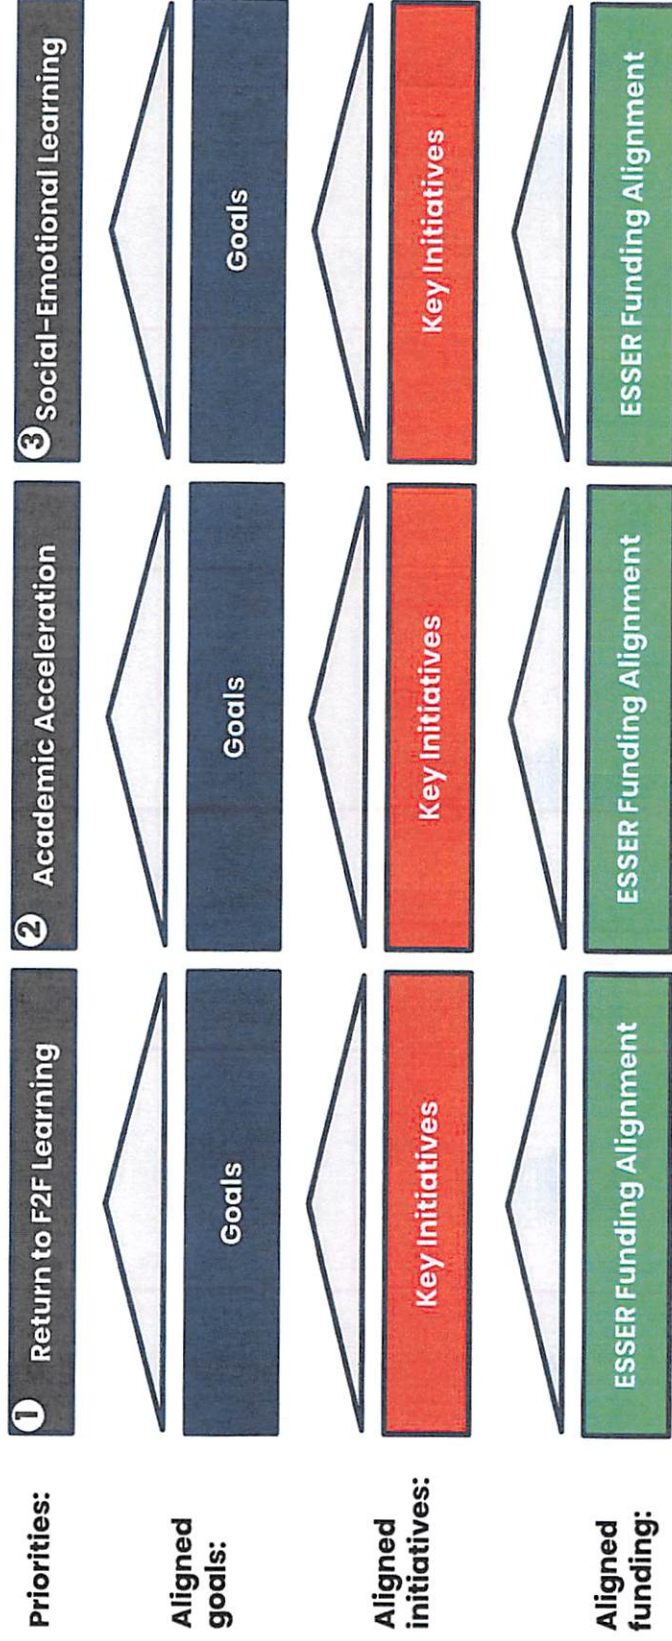 Priorities:
1 Return to F2F Learning
2 Academic Acceleration
3 Social-Emotional Learning
Aligned
goals:
Goals
Goals
Goals
Aligned
initiatives:
Key Initiatives
Key Initiatives
Key Initiatives
Aligned
funding:
ESSER Funding Alignment
ESSER Funding Alignment
ESSER Funding Alignment